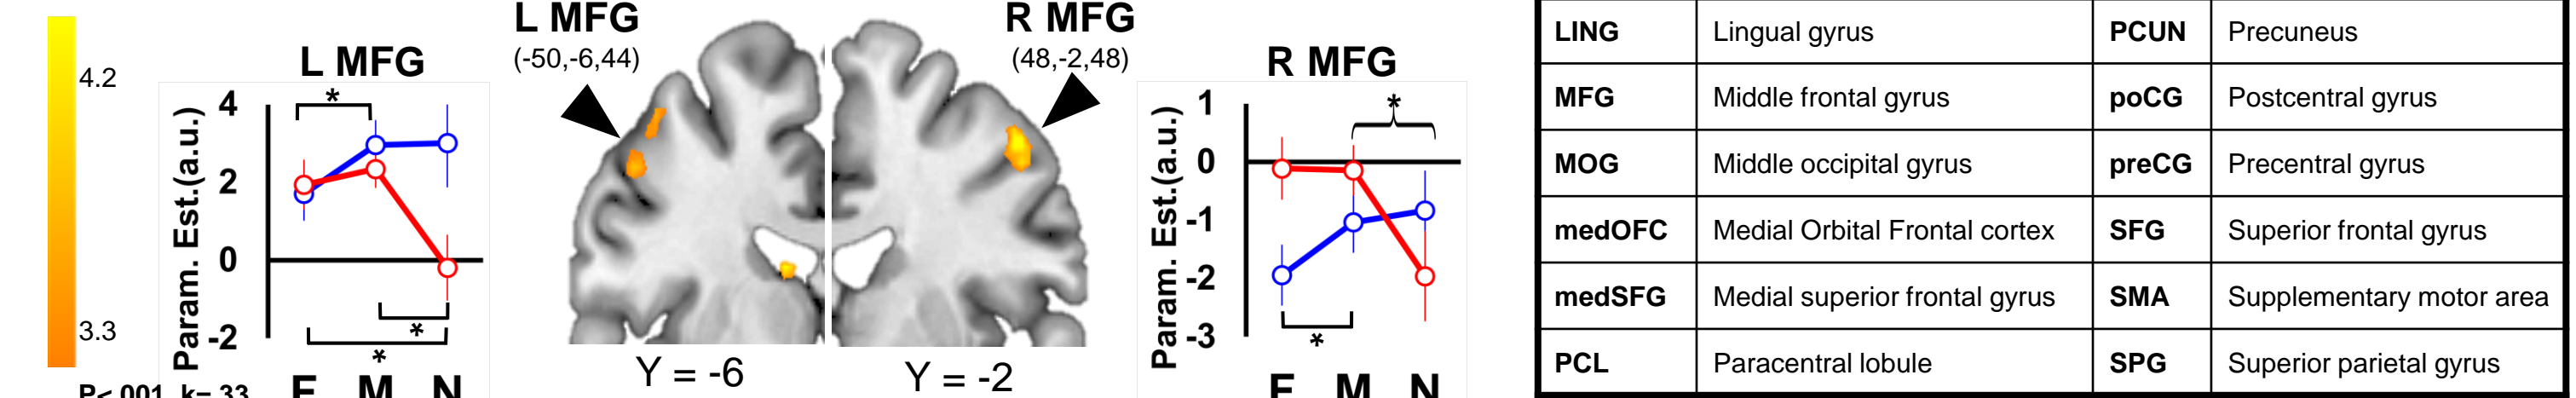 4.2
3.3
P<.001, k= 33
L MFG
Param. Est.(a.u.)
4
2
0
-2
*
*
*
F M N
L MFG
(-50,-6,44)
Y = -6
R MFG
(48,-2,48)
Y = -2
R MFG
Param. Est.(a.u.)
1
0
-1
-2
-3
*
*
F M N
LING Lingual gyrus PCUN Precuneus
MFG Middle frontal gyrus poCG Postcentral gyrus
MOG Middle occipital gyrus preCG Precentral gyrus
medOFC Medial Orbital Frontal cortex SFG Superior frontal gyrus
medSFG Medial superior frontal gyrus SMA Supplementary motor area
PCL Paracentral lobule SPG Superior parietal gyrus